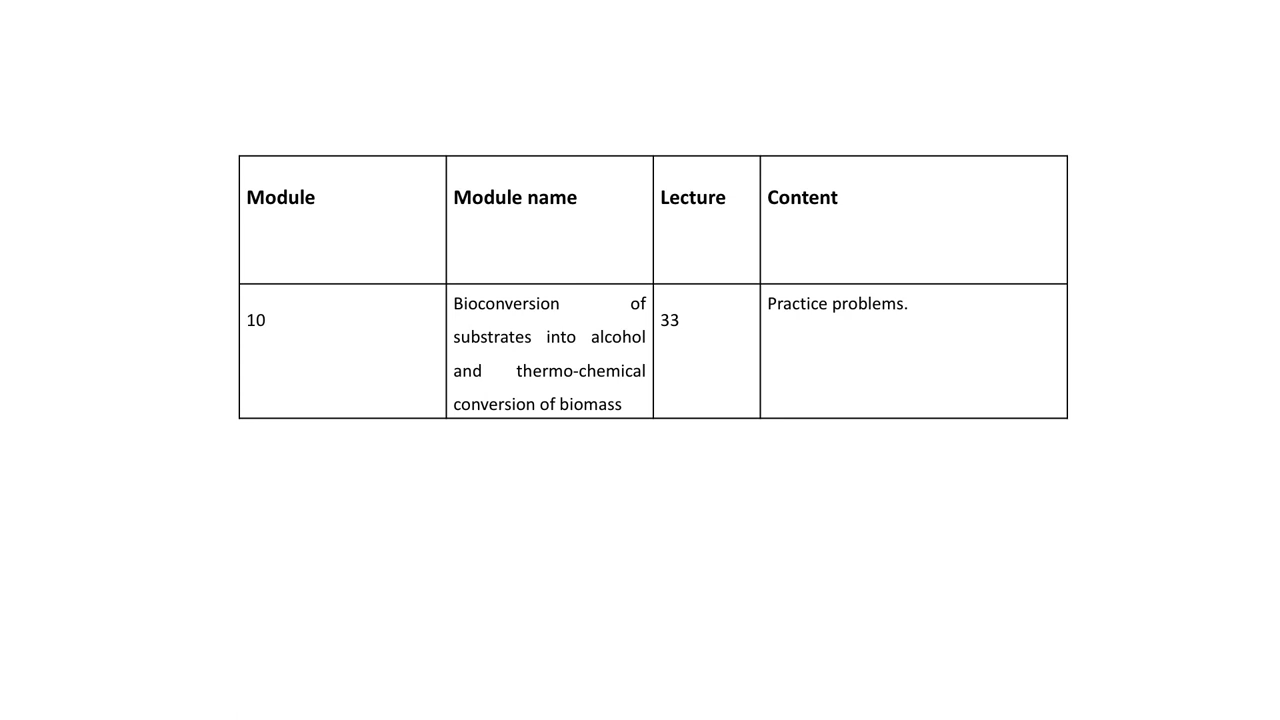 Module Module name Lecture Content
10
Bioconversion of
substrates into alcohol
and thermo-chemical
conversion of biomass
33
Practice problems.